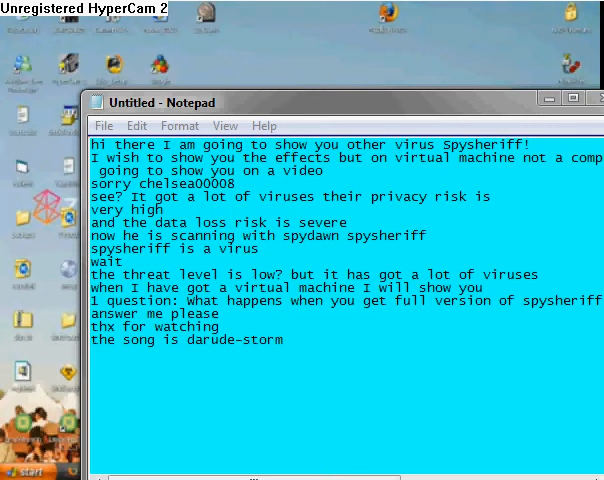 Unregistered HyperCam 2
Untitled - Notepad
File Edit Format View Help
hi there I am going to show you other virus Spysheriff!
I wish to show you the effects but on virtual machine not a comp
going to show you on a video
sorry chelsea00008
see? It got a lot of viruses their privacy risk is
very high
and the data loss risk is severe
now he is scanning with spydawn spysheriff
spysheriff is a virus
wait
the threat level is low? but it has got a lot of viruses
when I have got a virtual machine I will show you
1 question: what happens when you get full version of spysheriff
answer me please
thx for watching
the song is darude-storm
start